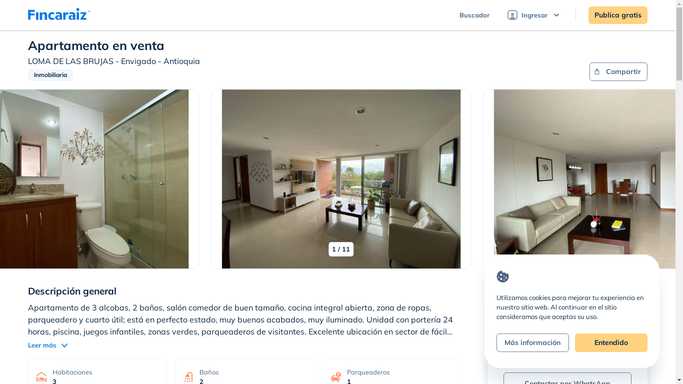 Fincaraiz
Buscador
Ingresar
Publica gratis
Apartamento en venta
LOMA DE LAS BRUJAS - Envigado - Antioquia
Inmobiliaria
Compartir
1 / 11
Descripción general
Apartamento de 3 alcobas, 2 baños, salón comedor de buen tamaño, cocina integral abierta, zona de ropas,
parqueadero y cuarto útil; está en perfecto estado, muy buenos acabados, muy iluminado. Unidad con portería 24
horas, piscina, juegos infantiles, zonas verdes, parqueaderos de visitantes. Excelente ubicación en sector de fácil...
Leer más
Habitaciones
3
Baños
2
Parqueaderos
1
Utilizamos cookies para mejorar tu experiencia en
nuestro sitio web. Al continuar en el sitio
consideramos que aceptas su uso.
Más información
Entendido
Contactar por WhatsApp